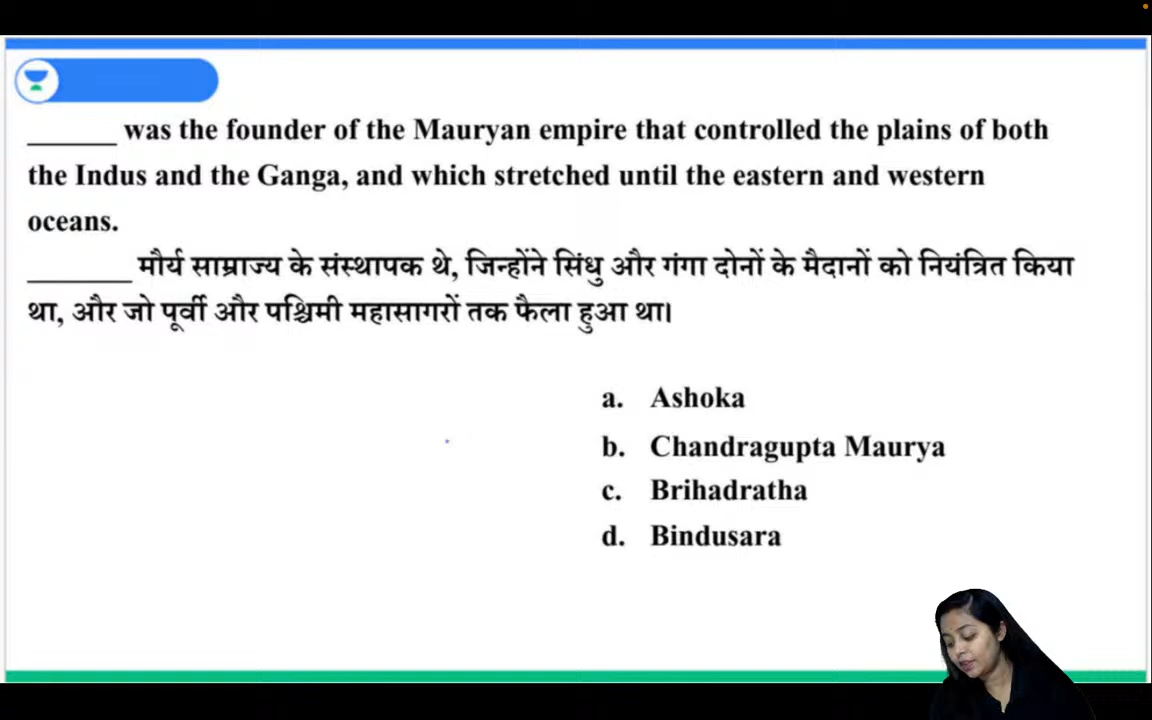 ______ was the founder of the Mauryan empire that controlled the plains of both
the Indus and the Ganga, and which stretched until the eastern and western
oceans.
_______ मौर्य साम्राज्य के संस्थापक थे, जिन्होंने सिंधु और गंगा दोनों के मैदानों को नियंत्रित किया
था, और जो पूर्वी और पश्चिमी महासागरों तक फैला हुआ था।
a. Ashoka
b. Chandragupta Maurya
c. Brihadratha
d. Bindusara